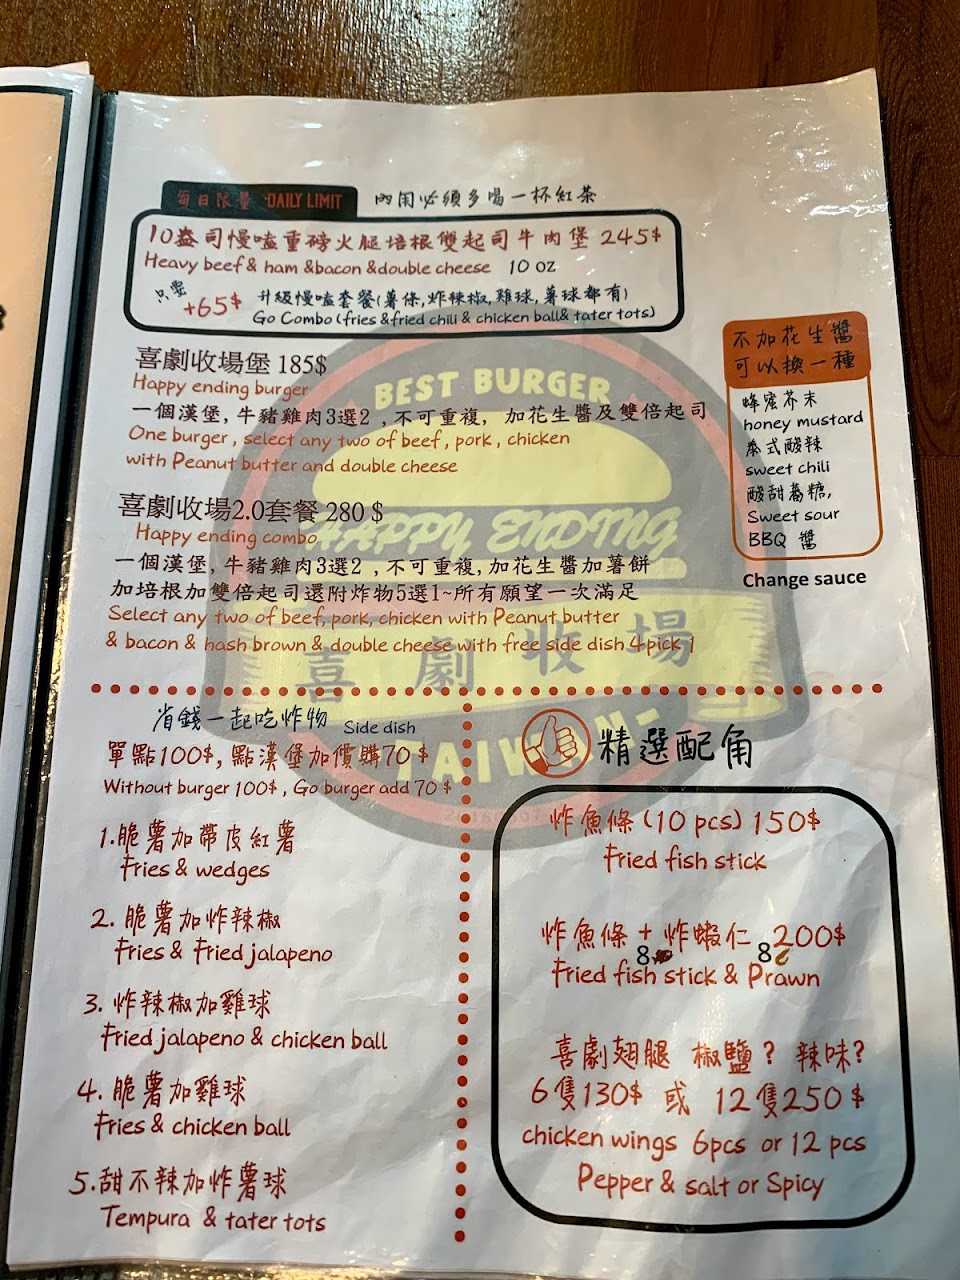 每日限量 DAILY LIMIT 內用必須多喝一杯紅茶
10盎司慢嗑重磅火腿培根雙起司牛肉堡 245$
Heavy beef & ham &bacon &double cheese 10 oz
只要 +65$ 升級慢嗑套餐(薯條,炸辣椒,雞球,薯球都有)
Go Combo (fries &fried chili & chicken ball& tater tots)
喜劇收場堡 185$
Happy ending burger
一個漢堡, 牛豬雞肉3選2 , 不可重複, 加花生醬及雙倍起司
One burger , select any two of beef , pork , chicken
with Peanut butter and double cheese
喜劇收場2.0套餐 280 $
Happy ending combo
一個漢堡, 牛豬雞肉3選2 , 不可重複, 加花生醬加薯餅
加培根加雙倍起司還附炸物5選1~所有願望一次滿足
Select any two of beef, pork, chicken with Peanut butter
& bacon & hash brown & double cheese with free side dish 4 pick 1
不加花生醬
可以換一種
蜂蜜芥末
honey mustard
泰式酸辣
sweet chili
酸甜蕃糖,
Sweet sour
BBQ 醬
Change sauce
BEST BURGER
HAPPY ENDING
喜劇收場
TAIWAN
省錢一起吃炸物 Side dish
單點100$, 點漢堡加價購70 $
Without burger 100$ , Go burger add 70 $
1.脆薯加帶皮紅薯
Fries & wedges
2. 脆薯加炸辣椒
Fries & Fried jalapeno
3. 炸辣椒加雞球
Fried jalapeno & chicken ball
4. 脆薯加雞球
Fries & chicken ball
5.甜不辣加炸薯球
Tempura & tater tots
精選配角
炸魚條 (10 pcs) 150$
Fried fish stick
炸魚條 + 炸蝦仁 200$
8 8
Fried fish stick & Prawn
喜劇翅腿 椒鹽? 辣味?
6隻130$ 或 12隻250 $
chicken wings 6pcs or 12 pcs
Pepper & salt or Spicy